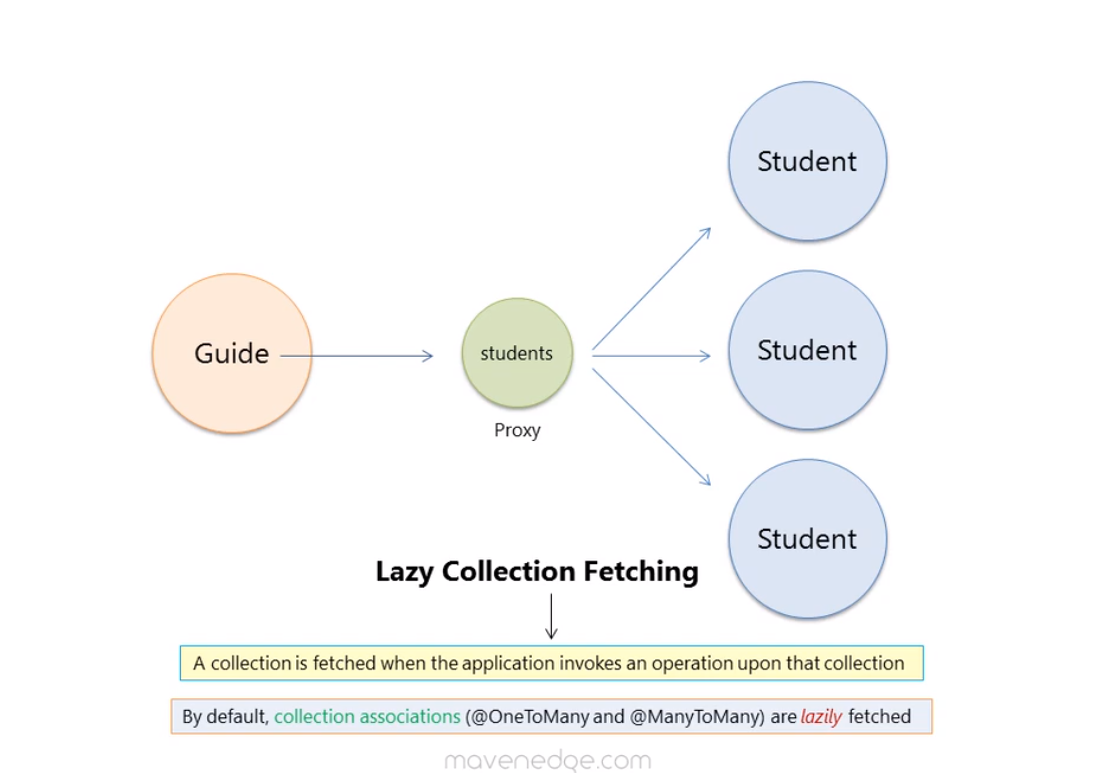 Student
Guide
students
Student
Proxy
Student
Lazy Collection Fetching
A collection is fetched when the application invokes an operation upon that collection
By default, collection associations (@OneToMany and @ManyToMany) are lazily fetched
mavenedge.com